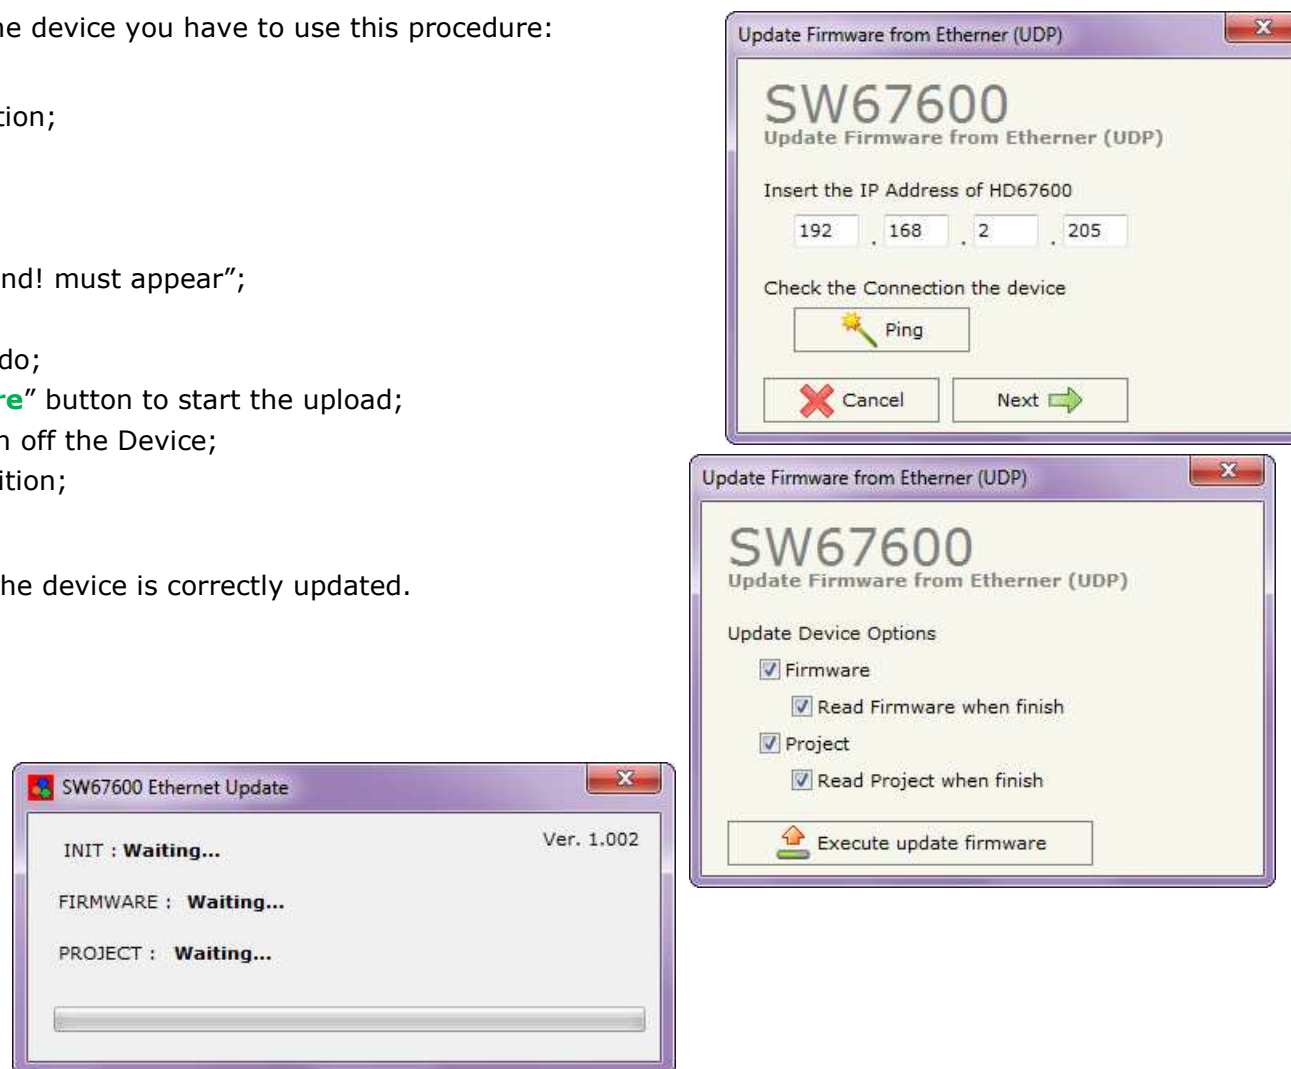 he device you have to use this procedure:
tion;
nd! must appear”;
do;
re” button to start the upload;
n off the Device;
ition;
he device is correctly updated.
Update Firmware from Etherner (UDP)
SW67600
Update Firmware from Etherner (UDP)
Insert the IP Address of HD67600
192 . 168 . 2 . 205
Check the Connection the device
Ping
Cancel Next
Update Firmware from Etherner (UDP)
SW67600
Update Firmware from Etherner (UDP)
Update Device Options
Firmware
Read Firmware when finish
Project
Read Project when finish
Execute update firmware
SW67600 Ethernet Update
Ver. 1.002
INIT : Waiting...
FIRMWARE : Waiting...
PROJECT : Waiting...